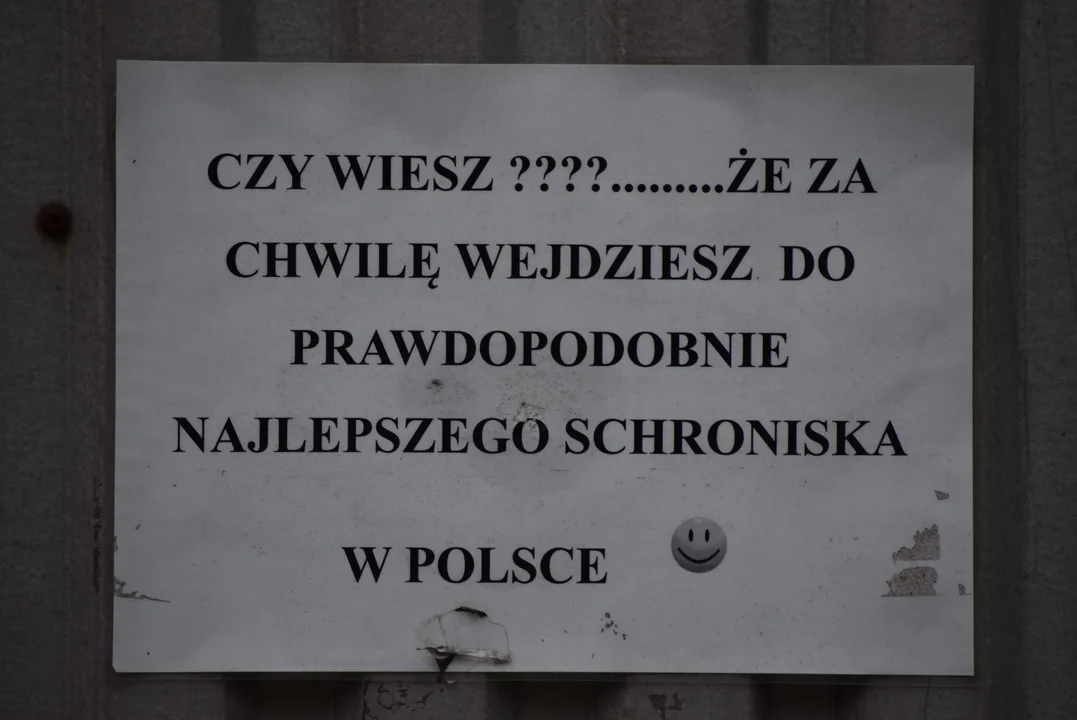 CZY WIESZ ????.........ŻE ZA
CHWILĘ WEJDZIESZ DO
PRAWDOPODOBNIE
NAJLEPSZEGO SCHRONISKA
W POLSCE